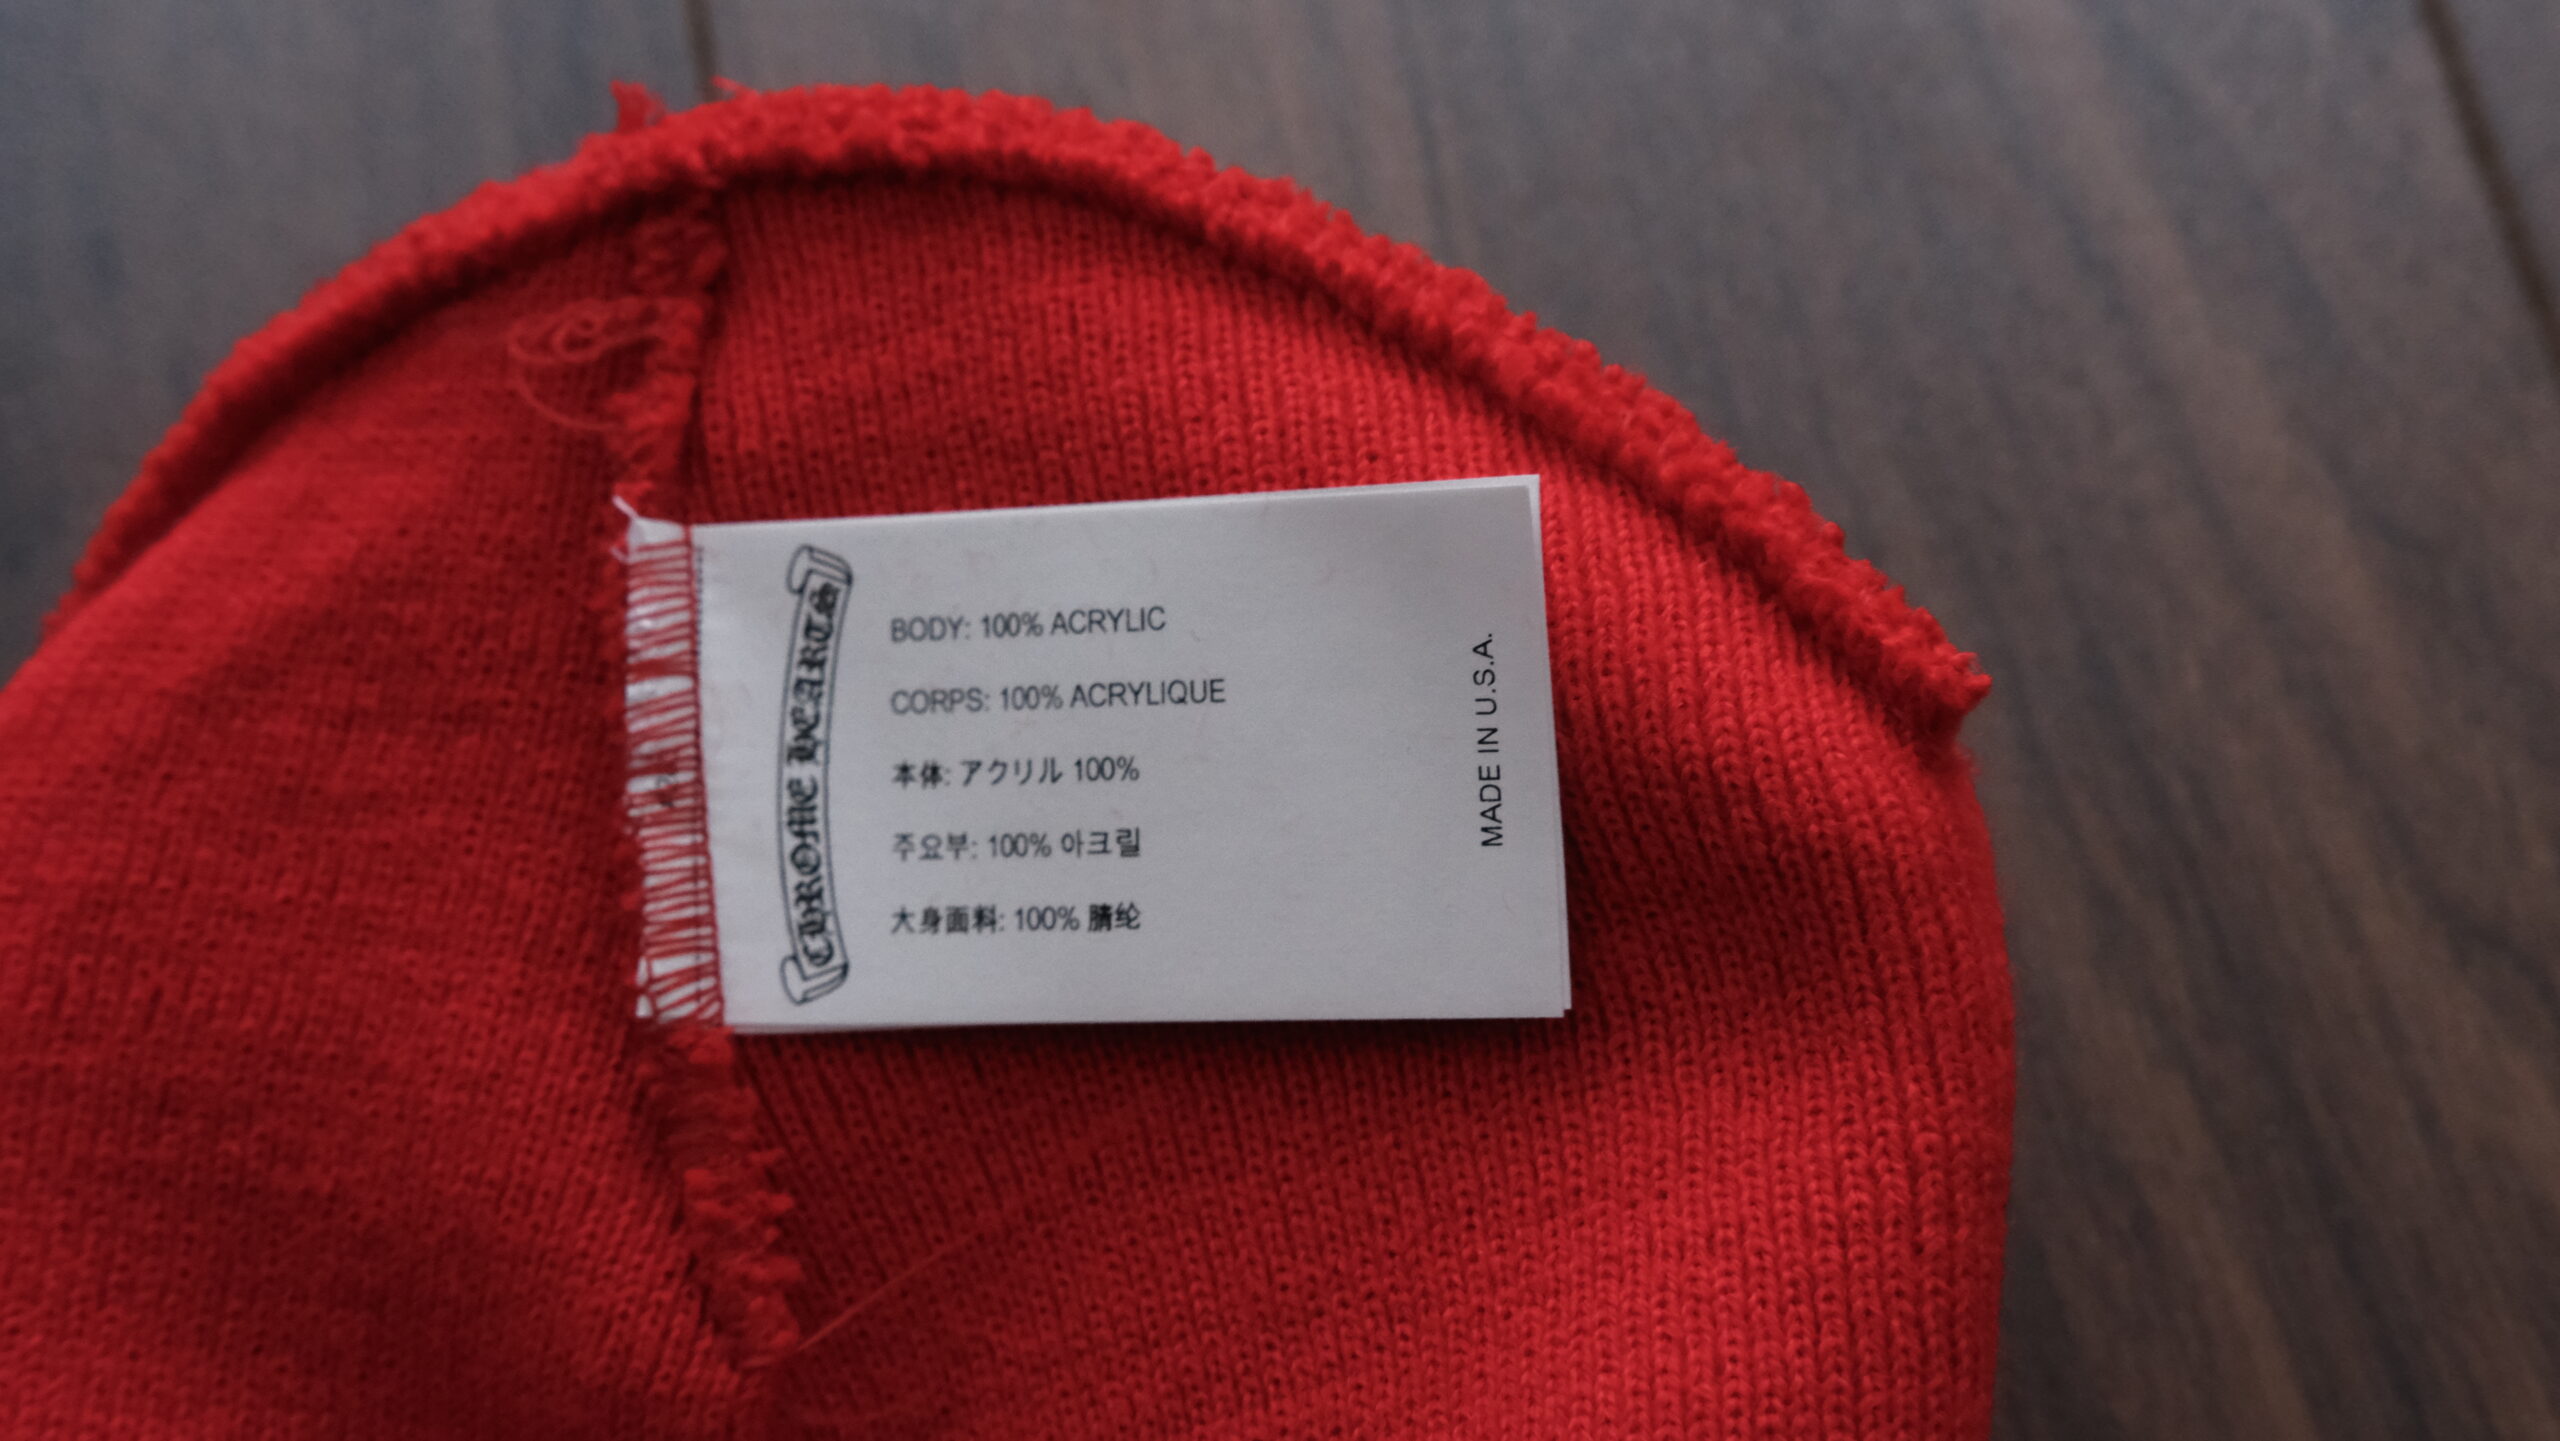 CHROME HEARTS
BODY: 100% ACRYLIC
CORPS: 100% ACRYLIQUE
本体: アクリル 100%
주요부: 100% 아크릴
大身面料: 100% 腈纶
MADE IN U.S.A.